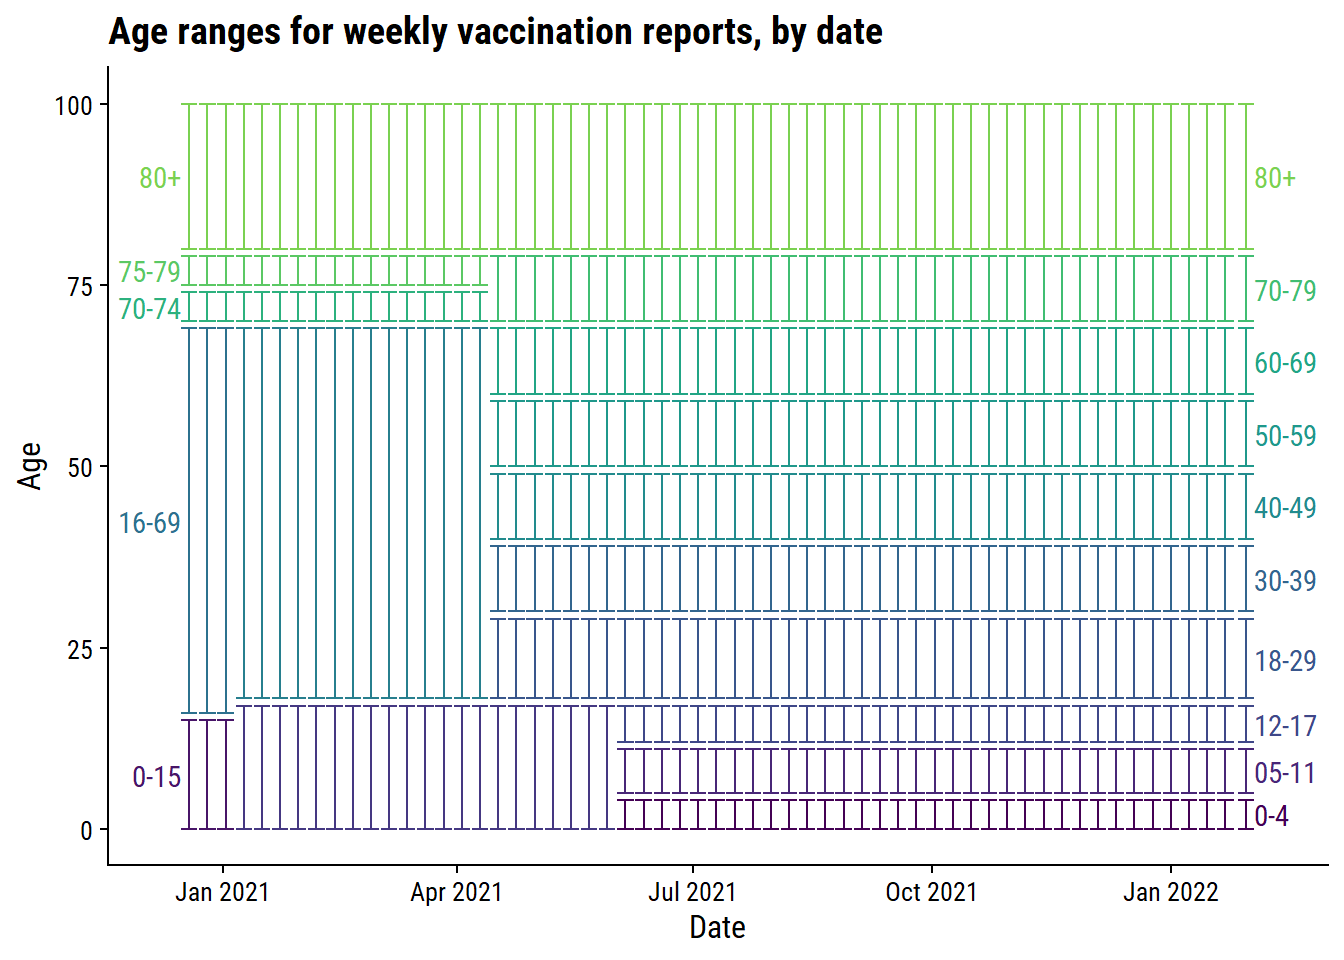 Age ranges for weekly vaccination reports, by date
100
75
50
25
0
Age
80+
75-79
70-74
16-69
0-15
80+
70-79
60-69
50-59
40-49
30-39
18-29
12-17
05-11
0-4
Jan 2021
Apr 2021
Jul 2021
Oct 2021
Jan 2022
Date